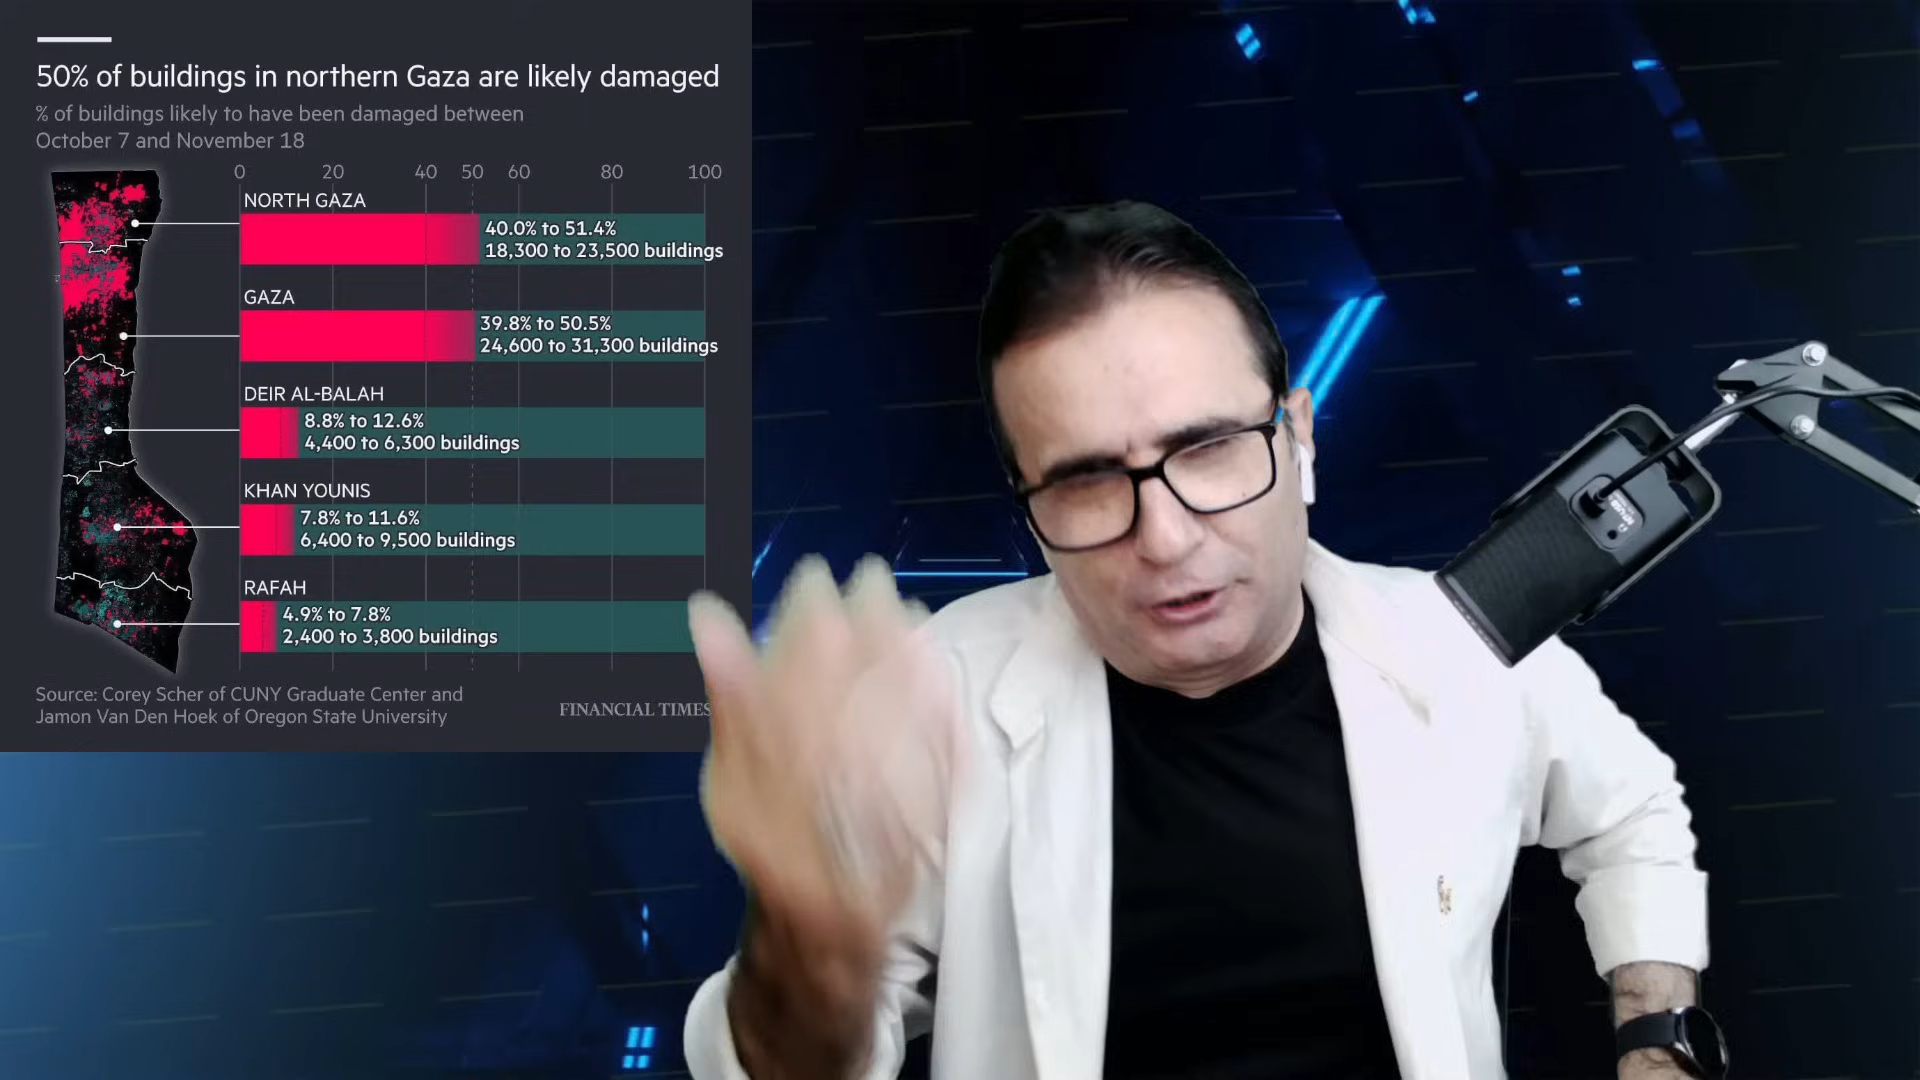 50% of buildings in northern Gaza are likely damaged
% of buildings likely to have been damaged between
October 7 and November 18
0 20 40 50 60 80 100
NORTH GAZA
40.0% to 51.4%
18,300 to 23,500 buildings
GAZA
39.8% to 50.5%
24,600 to 31,300 buildings
DEIR AL-BALAH
8.8% to 12.6%
4,400 to 6,300 buildings
KHAN YOUNIS
7.8% to 11.6%
6,400 to 9,500 buildings
RAFAH
4.9% to 7.8%
2,400 to 3,800 buildings
Source: Corey Scher of CUNY Graduate Center and
Jamon Van Den Hoek of Oregon State University
FINANCIAL TIMES